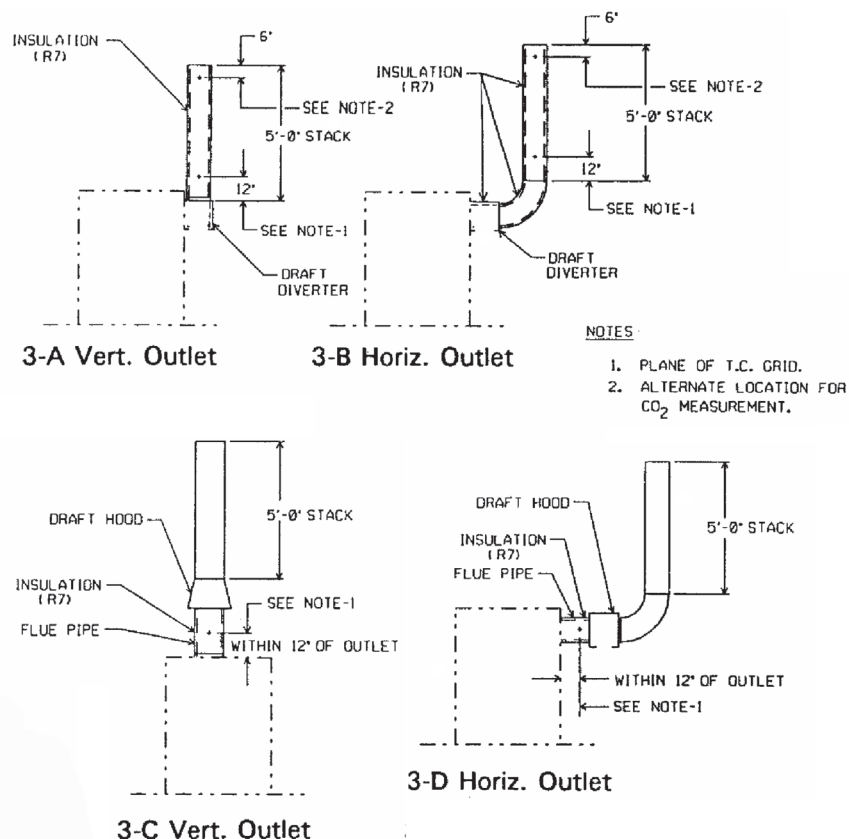 INSULATION
(R7)
6"
SEE NOTE-2
5'-0" STACK
12"
SEE NOTE-1
DRAFT
DIVERTER
3-A Vert. Outlet
INSULATION
(R7)
6"
SEE NOTE-2
5'-0" STACK
12"
SEE NOTE-1
DRAFT
DIVERTER
3-B Horiz. Outlet
NOTES
1. PLANE OF T.C. GRID.
2. ALTERNATE LOCATION FOR
CO₂ MEASUREMENT.
DRAFT HOOD
5'-0" STACK
INSULATION
(R7)
FLUE PIPE
SEE NOTE-1
WITHIN 12" OF OUTLET
3-C Vert. Outlet
DRAFT HOOD
INSULATION
(R7)
FLUE PIPE
5'-0" STACK
WITHIN 12" OF OUTLET
SEE NOTE-1
3-D Horiz. Outlet